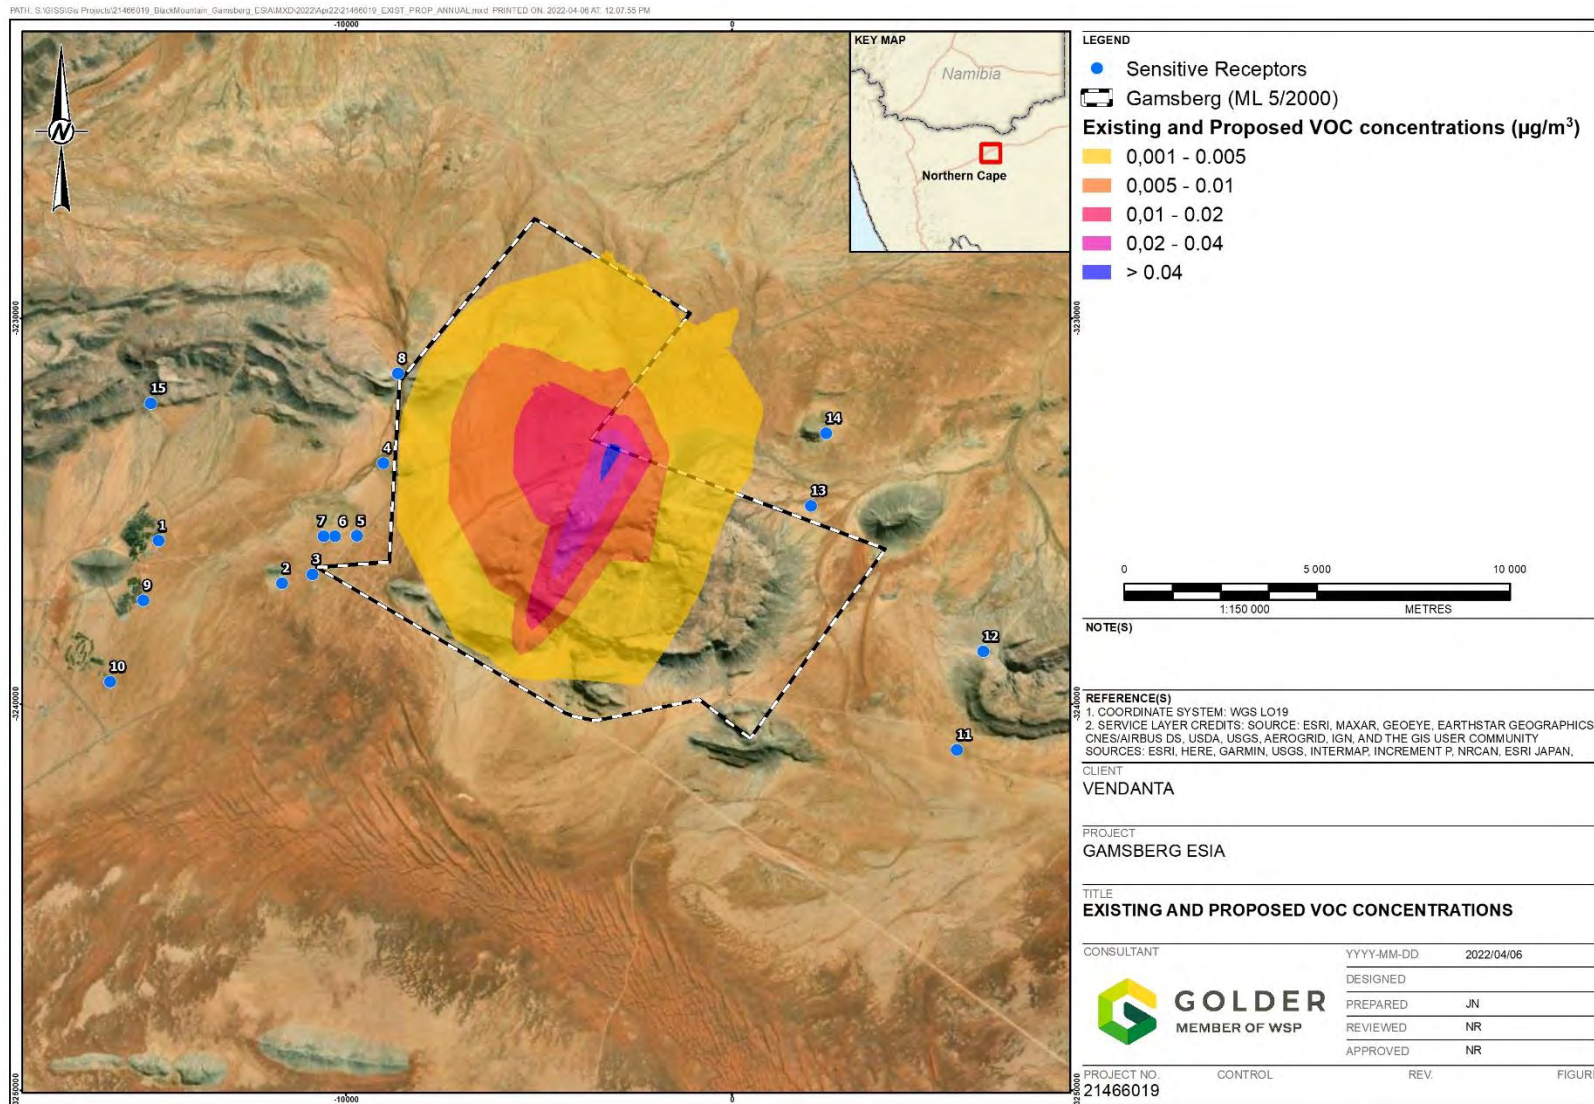 PATH: S:\GISS\Gis Projects\21466019_BlackMountain_Gamsberg_ESIA\MXD\2022\Apr22\21466019_EXIST_PROP_ANNUAL.mxd PRINTED ON: 2022-04-06 AT: 12:07:55 PM
-10000
0
KEY MAP
Namibia
Northern Cape
N
-3230000
-3230000
8
15
4
14
13
1
7
6
5
2
3
9
10
12
11
-3240000
-3240000
-3250000
-3250000
-10000
0
LEGEND
Sensitive Receptors
Gamsberg (ML 5/2000)
Existing and Proposed VOC concentrations (µg/m³)
0,001 - 0.005
0,005 - 0.01
0,01 - 0.02
0,02 - 0.04
> 0.04
0 5 000 10 000
1:150 000 METRES
NOTE(S)
REFERENCE(S)
1. COORDINATE SYSTEM: WGS LO19
2. SERVICE LAYER CREDITS: SOURCE: ESRI, MAXAR, GEOEYE, EARTHSTAR GEOGRAPHICS
CNES/AIRBUS DS, USDA, USGS, AEROGRID, IGN, AND THE GIS USER COMMUNITY
SOURCES: ESRI, HERE, GARMIN, USGS, INTERMAP, INCREMENT P, NRCAN, ESRI JAPAN,
CLIENT
VENDANTA
PROJECT
GAMSBERG ESIA
TITLE
EXISTING AND PROPOSED VOC CONCENTRATIONS
CONSULTANT
GOLDER
MEMBER OF WSP
YYYY-MM-DD 2022/04/06
DESIGNED
PREPARED JN
REVIEWED NR
APPROVED NR
PROJECT NO. CONTROL REV. FIGURE
21466019